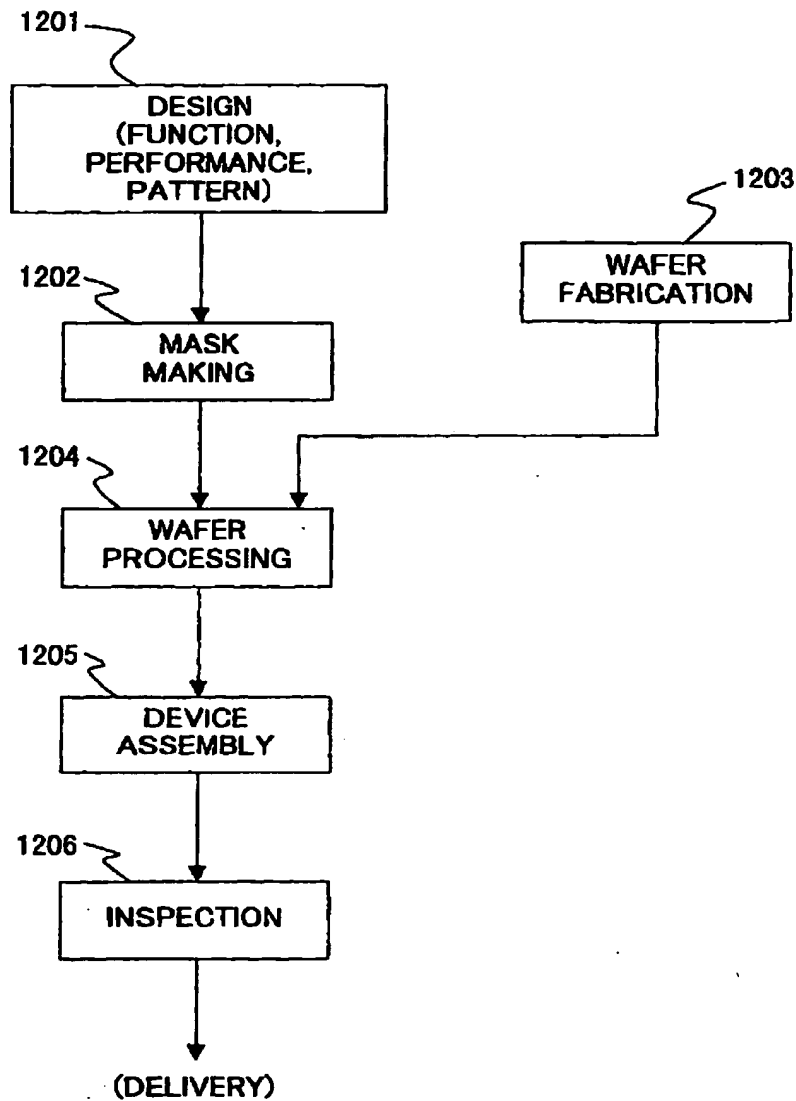 1201
DESIGN
(FUNCTION,
PERFORMANCE,
PATTERN)
1203
WAFER
FABRICATION
1202
MASK
MAKING
1204
WAFER
PROCESSING
1205
DEVICE
ASSEMBLY
1206
INSPECTION
(DELIVERY)